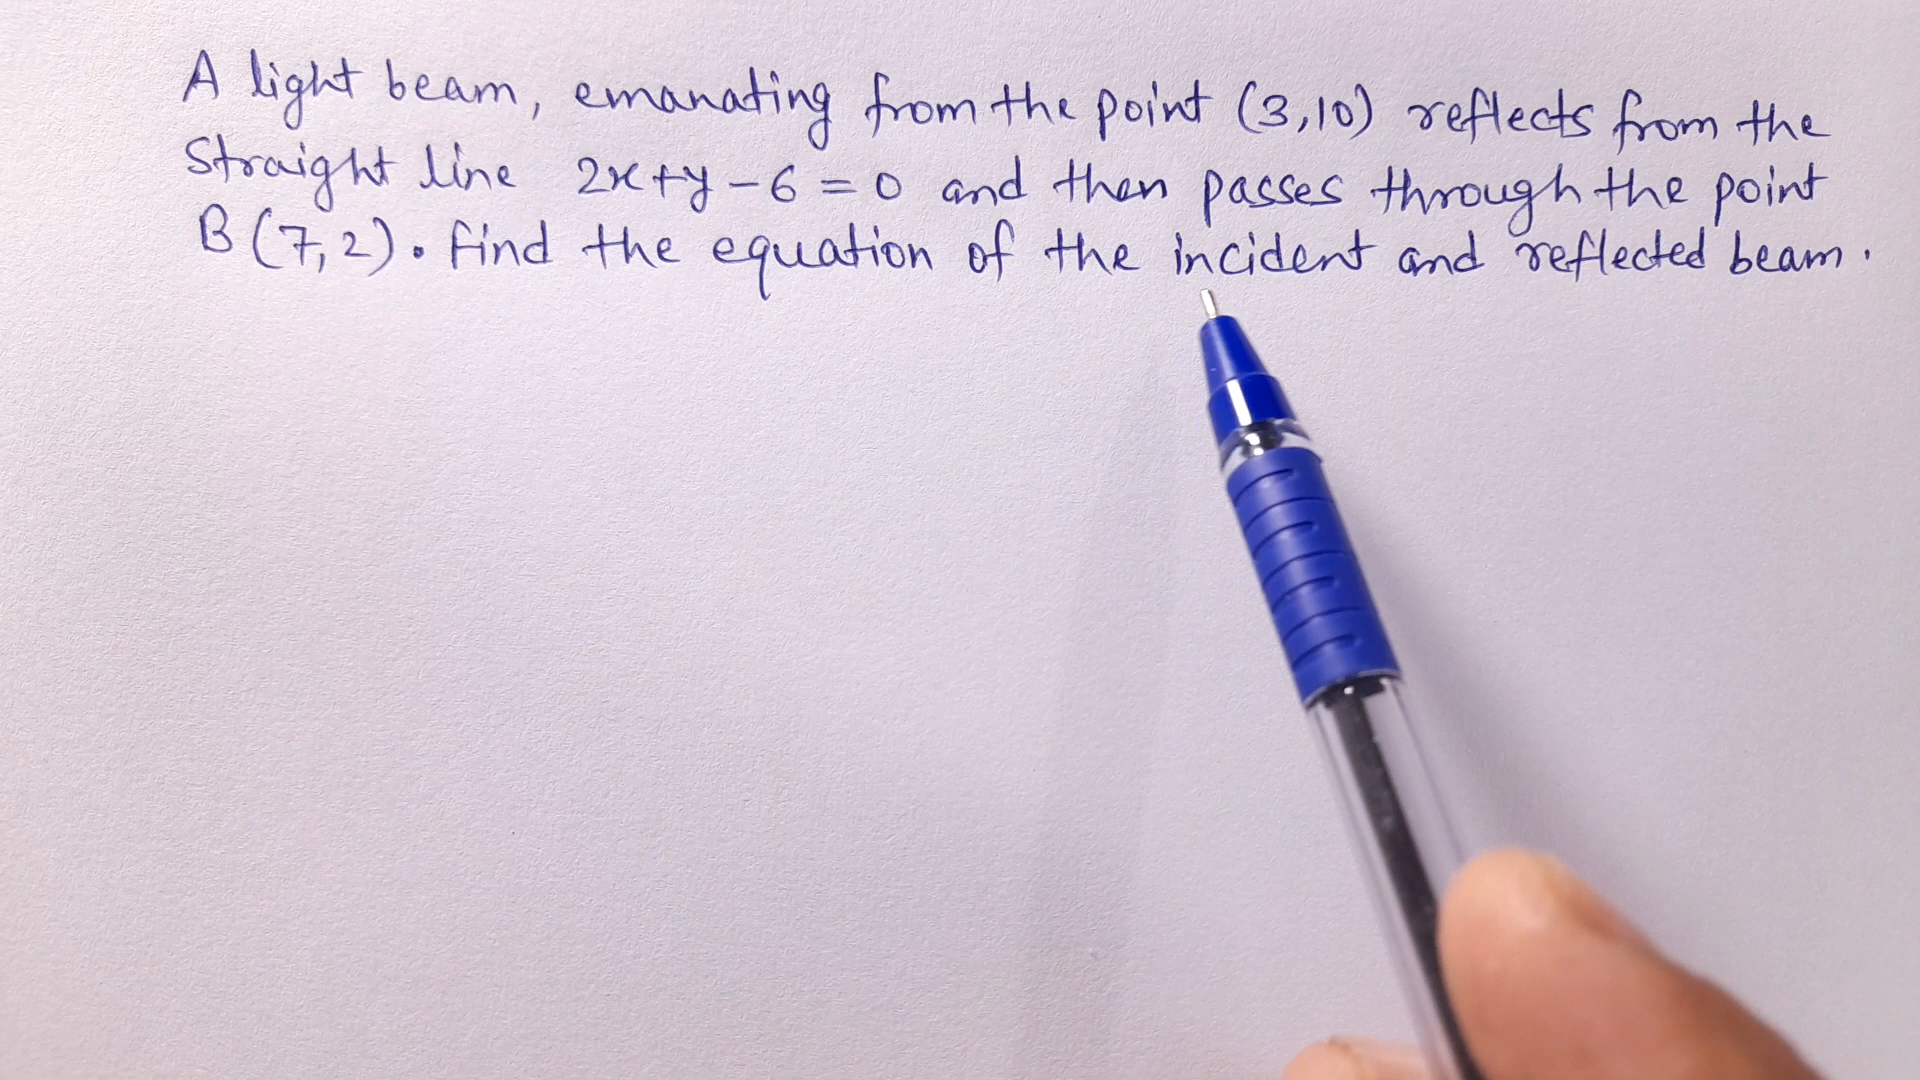 A light beam, emanating from the point (3,10) reflects from the
Straight line 2x+y-6=0 and then passes through the point
B(7,2). find the equation of the incident and reflected beam.